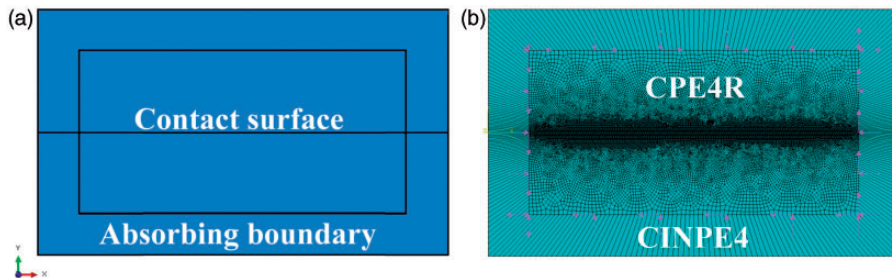 (a)
Contact surface
Absorbing boundary
Y
X
(b)
CPE4R
CINPE4